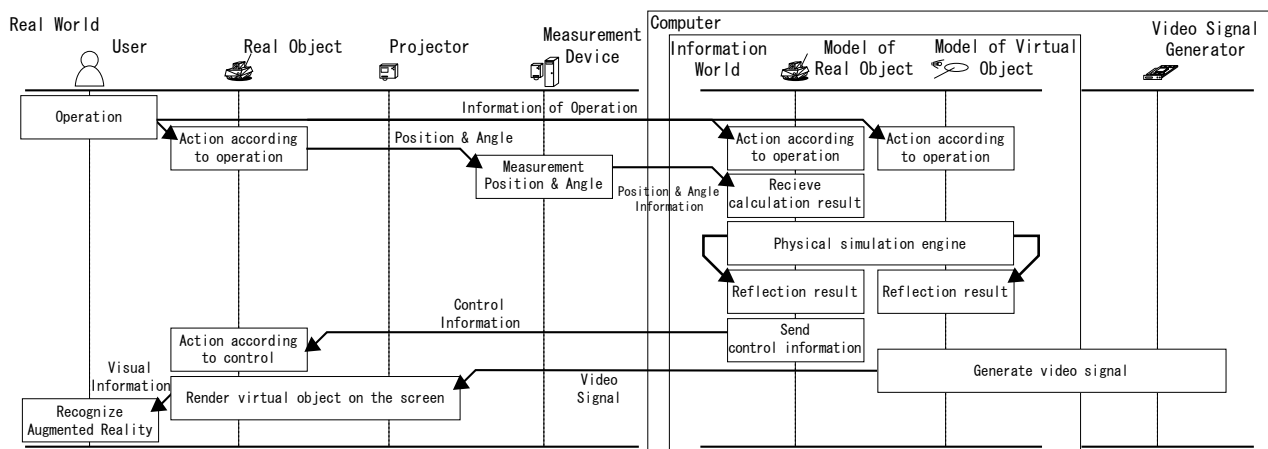 Real World
User
Real Object
Projector
Measurement
Device
Computer
Information
World
Model of
Real Object
Model of Virtual
Object
Video Signal
Generator
Operation
Information of Operation
Action according
to operation
Position & Angle
Measurement
Position & Angle
Position & Angle
Information
Action according
to operation
Action according
to operation
Recieve
calculation result
Physical simulation engine
Reflection result
Reflection result
Control
Information
Send
control information
Action according
to control
Generate video signal
Visual
Information
Render virtual object on the screen
Video
Signal
Recognize
Augmented Reality